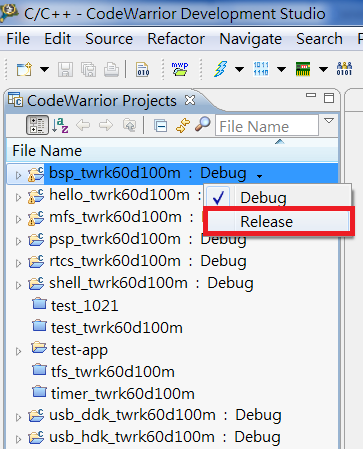 C/C++ - CodeWarrior Development Studio
File Edit Source Refactor Navigate Search
CodeWarrior Projects
File Name
File Name
bsp_twrk60d100m : Debug
hello_twrk60d100m :
Debug
mfs_twrk60d100m :
Release
psp_twrk60d100m :
rtcs_twrk60d100m : Debug
shell_twrk60d100m : Debug
test_1021
test_twrk60d100m
test-app
tfs_twrk60d100m
timer_twrk60d100m
usb_ddk_twrk60d100m : Debug
usb_hdk_twrk60d100m : Debug